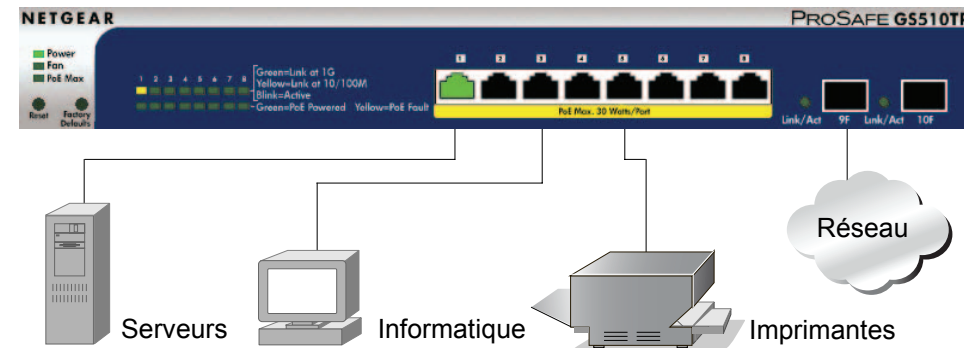 NETGEAR
PROSAFE GS510TP
Power
Fan
PoE Max
Reset
Factory Defaults
1 2 3 4 5 6 7 8
Green=Link at 1G
Yellow=Link at 10/100M
Blink=Active
Green=PoE Powered Yellow=PoE Fault
1 2 3 4 5 6 7 8
PoE Max. 30 Watts/Port
Link/Act 9F Link/Act 10F
Réseau
Serveurs
Informatique
Imprimantes